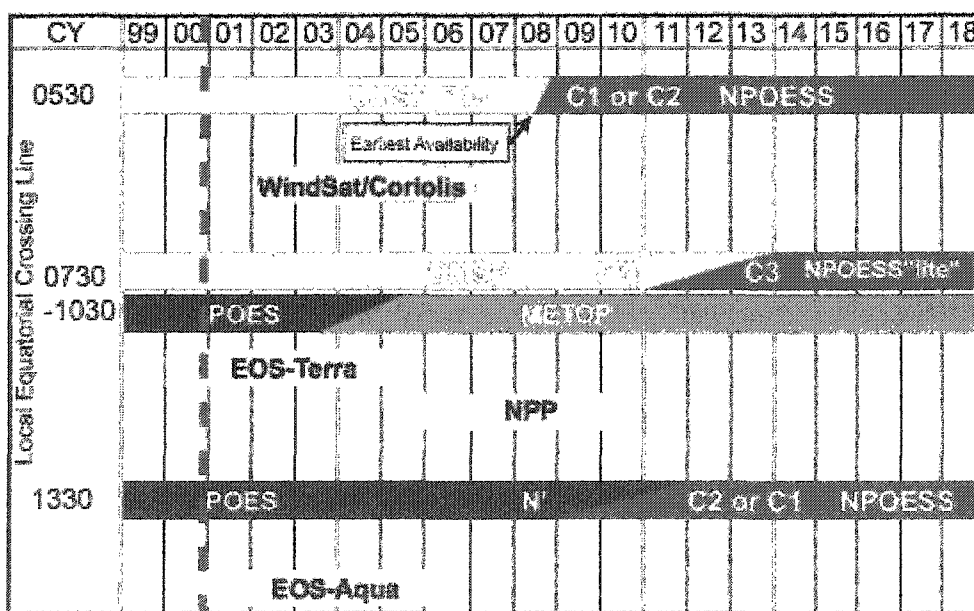 CY 99 00 01 02 03 04 05 06 07 08 09 10 11 12 13 14 15 16 17 18
0530 C1 or C2 NPOESS
Earliest Availability
WindSat/Coriolis
Local Equatorial Crossing Line
0730 C3 NPOESS"lite"
-1030 POES METOP
EOS-Terra
NPP
1330 POES N' C2 or C1 NPOESS
EOS-Aqua